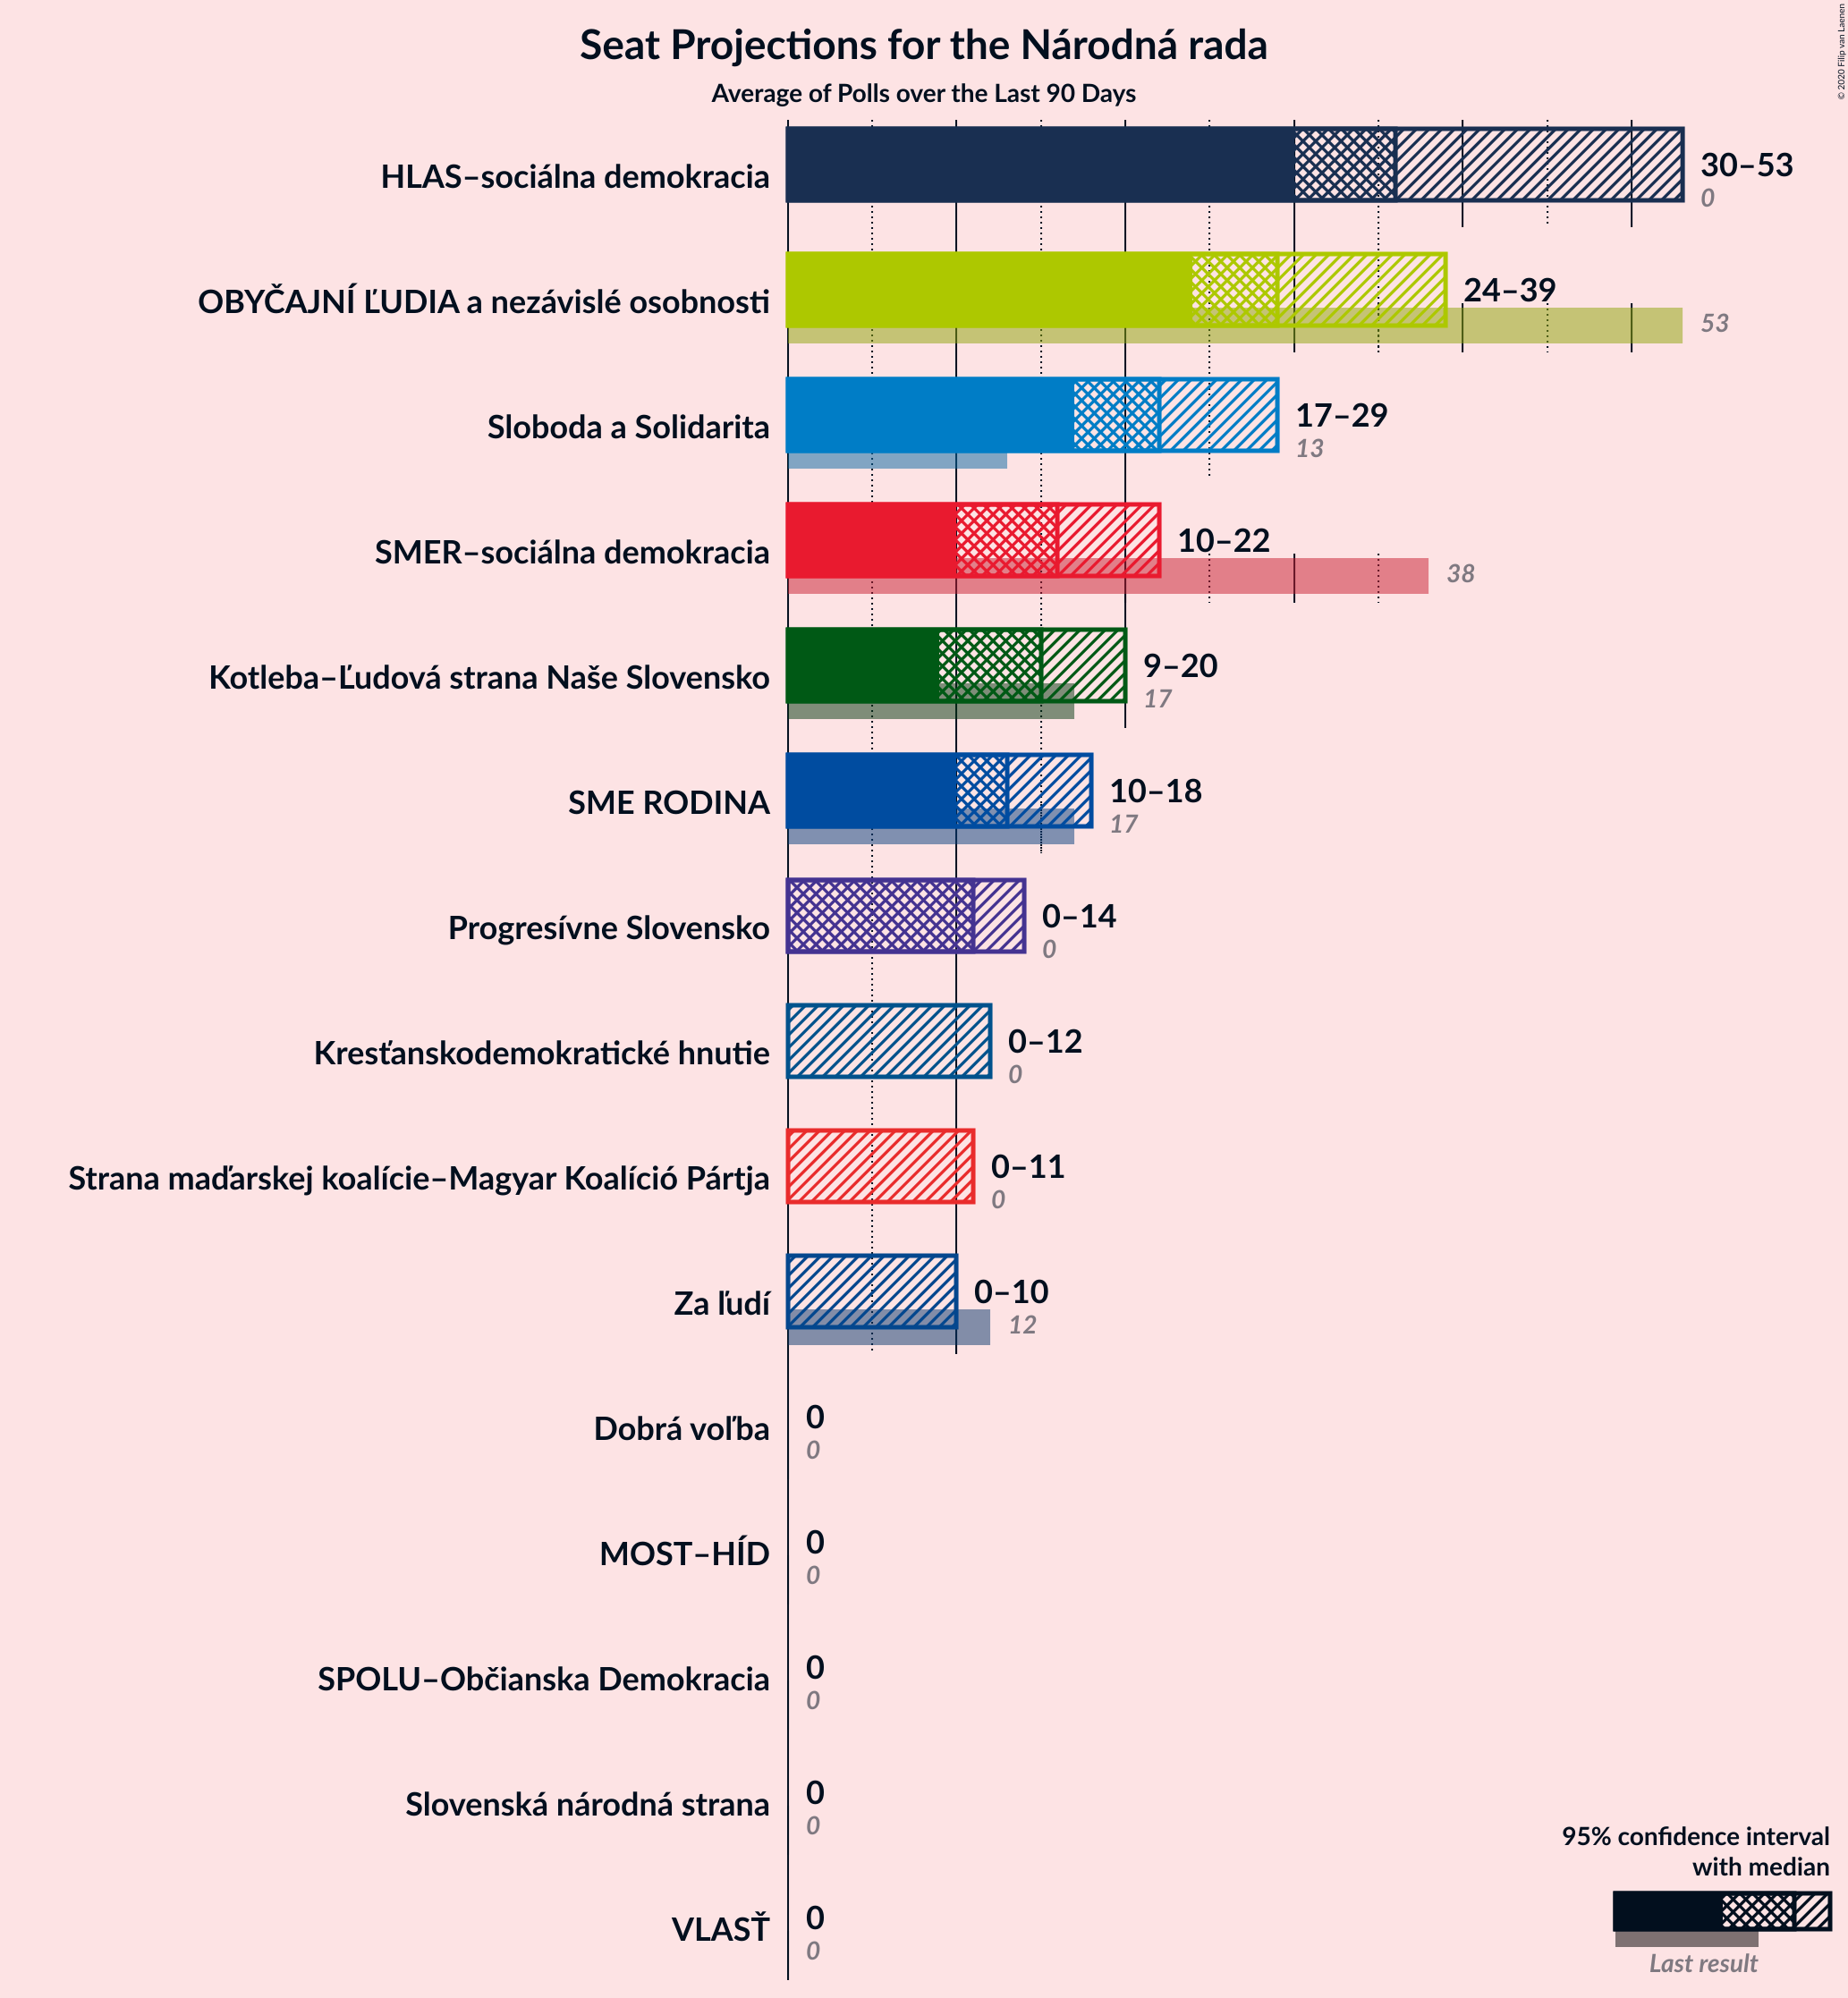 Seat Projections for the Národná rada
Average of Polls over the Last 90 Days
© 2020 Filip van Laenen
HLAS–sociálna demokracia
30–53
0
OBYČAJNÍ ĽUDIA a nezávislé osobnosti
24–39
53
Sloboda a Solidarita
17–29
13
SMER–sociálna demokracia
10–22
38
Kotleba–Ľudová strana Naše Slovensko
9–20
17
SME RODINA
10–18
17
Progresívne Slovensko
0–14
0
Kresťanskodemokratické hnutie
0–12
0
Strana maďarskej koalície–Magyar Koalíció Pártja
0–11
0
Za ľudí
0–10
12
Dobrá voľba
0
0
MOST–HÍD
0
0
SPOLU–Občianska Demokracia
0
0
Slovenská národná strana
0
0
VLASŤ
0
0
95% confidence interval
with median
Last result